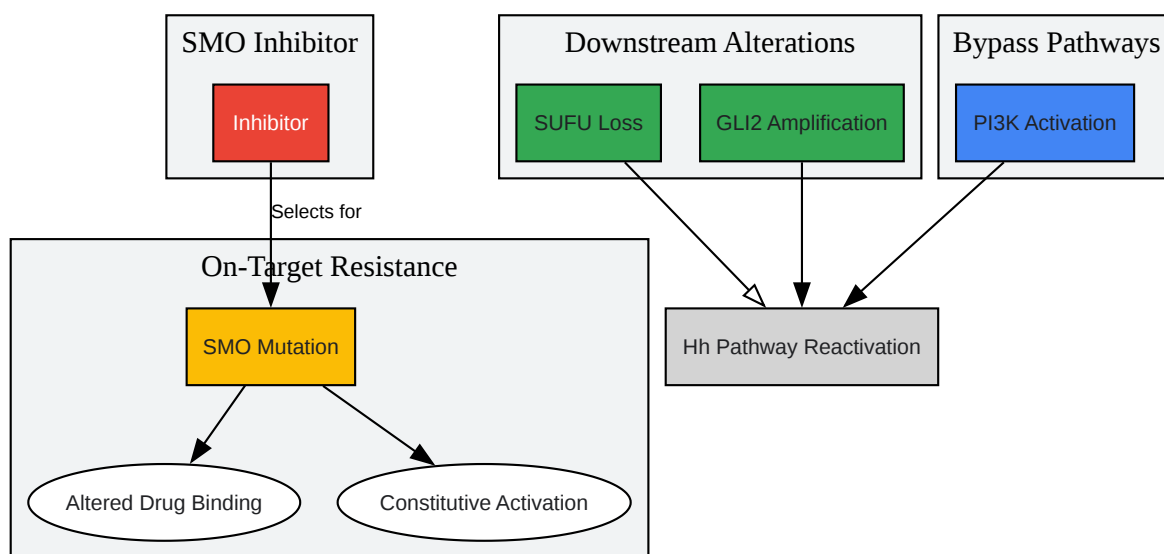 SMO Inhibitor
Downstream Alterations
Bypass Pathways
Inhibitor
SUFU Loss
GLI2 Amplification
PI3K Activation
Selects for
On-Target Resistance
SMO Mutation
Hh Pathway Reactivation
Altered Drug Binding
Constitutive Activation